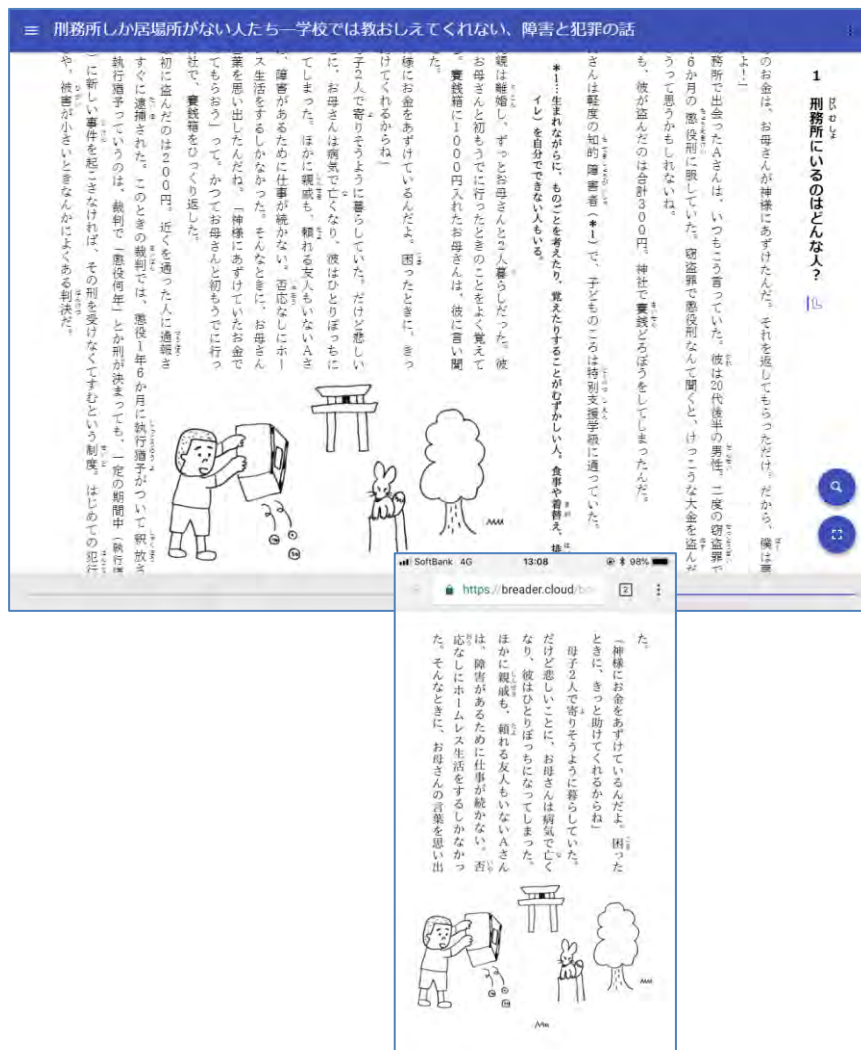 刑務所しか居場所がない人たち―学校では教おしえてくれない、障害と犯罪の話
1 刑務所にいるのはどんな人?
のお金は、お母さんが神様にあずけたんだ。それを返してもらっただけ。だから、僕は悪
よ!」
務所で出会ったAさんは、いつもこう言っていた。彼は20代後半の男性。二度の窃盗罪で
6か月の懲役刑に服していた。窃盗罪で懲役刑なんて聞くと、けっこうな大金を盗んだ
うって思うかもしれないね。
も、彼が盗んだのは合計300円。神社で賽銭どろぼうをしてしまったんだ。
さんは軽度の知的障害者(*1)で、子どものころは特別支援学級に通っていた。
*1…生まれながらに、ものごとを考えたり、覚えたりすることがむずかしい人。食事や着替え、排
イレ)を自分でできない人もいる。
親は離婚し、ずっとお母さんと2人暮らしだった。彼
お母さんと初もうでに行ったときのことをよく覚えて
。賽銭箱に1000円入れたお母さんは、彼に言い聞
た。
様にお金をあずけているんだよ。困ったときに、きっ
けてくれるからね」
子2人で寄りそうように暮らしていた。だけど悲しい
に、お母さんは病気で亡くなり、彼はひとりぼっちに
てしまった。ほかに親戚も、頼れる友人もいないAさ
、障害があるために仕事が続かない。否応なしにホー
ス生活をするしかなかった。そんなときに、お母さん
葉を思い出したんだね。「神様にあずけていたお金で
てもらおう」って。かつてお母さんと初もうでに行っ
社で、賽銭箱をひっくり返した。
初に盗んだのは200円。近くを通った人に通報さ
すぐに逮捕された。このときの裁判では、懲役1年6か月に執行猶予がついて釈放さ
執行猶予っていうのは、裁判で「懲役何年」とか刑が決まっても、一定の期間中(執行猶
)に新しい事件を起こさなければ、その刑を受けなくてすむという制度。はじめての犯行
や、被害が小さいときなんかによくある判決だ。
SoftBank 4G 13:08 98%
https://breader.cloud/bo
2
た。
「神様にお金をあずけているんだよ。困った
ときに、きっと助けてくれるからね」
母子2人で寄りそうように暮らしていた。
だけど悲しいことに、お母さんは病気で亡く
なり、彼はひとりぼっちになってしまった。
ほかに親戚も、頼れる友人もいないAさん
は、障害があるために仕事が続かない。否
応なしにホームレス生活をするしかなかっ
た。そんなときに、お母さんの言葉を思い出